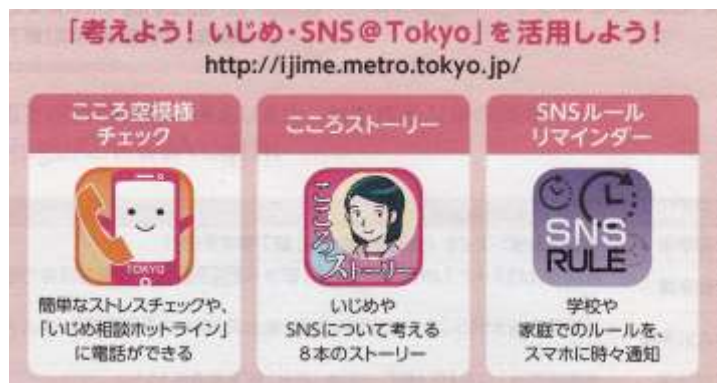 「考えよう！いじめ・SNS＠Tokyo」を活用しよう！
http://ijime.metro.tokyo.jp/
こころ空模様
チェック
TOKYO
簡単なストレスチェックや、
「いじめ相談ホットライン」
に電話ができる
こころストーリー
こころ
ストーリー
いじめや
SNSについて考える
8本のストーリー
SNSルール
リマインダー
SNS
RULE
学校や
家庭でのルールを、
スマホに時々通知